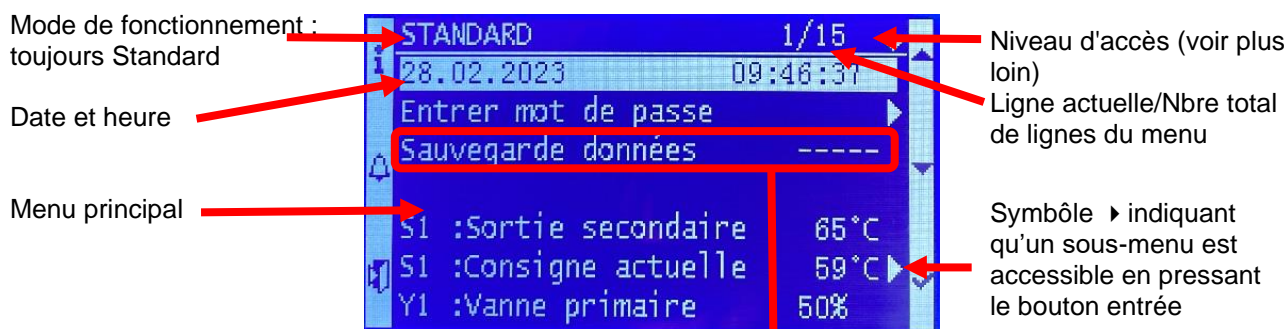 Mode de fonctionnement :
toujours Standard
Date et heure
Menu principal
STANDARD 1/15
28.02.2023 09:46:37
Entrer mot de passe
Sauvegarde données -----
S1 :Sortie secondaire 65°C
S1 :Consigne actuelle 59°C
Y1 :Vanne primaire 50%
Niveau d'accès (voir plus
loin)
Ligne actuelle/Nbre total
de lignes du menu
Symbôle indiquant
qu'un sous-menu est
accessible en pressant
le bouton entrée